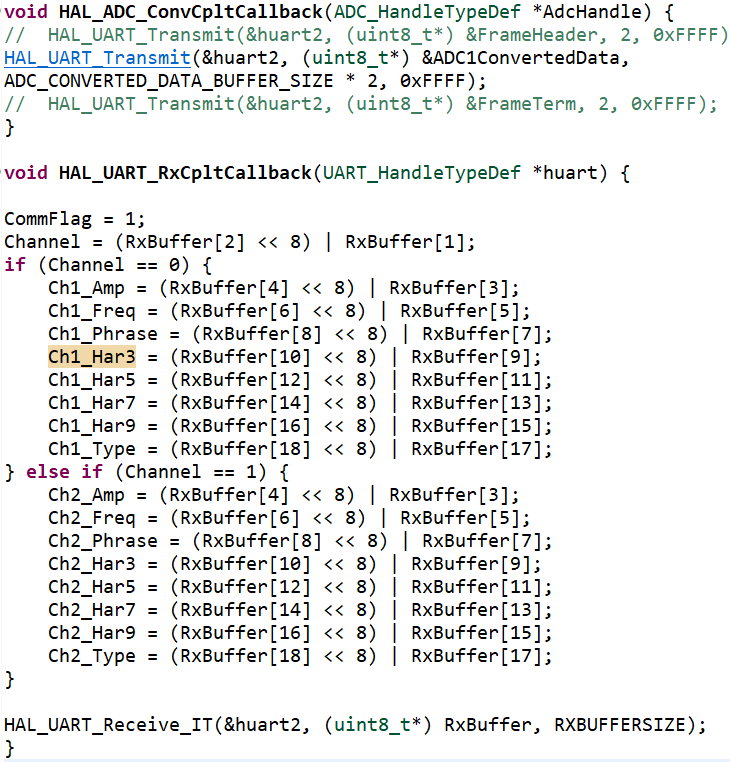 void HAL_ADC_ConvCpltCallback(ADC_HandleTypeDef *AdcHandle) {
//  HAL_UART_Transmit(&huart2, (uint8_t*) &FrameHeader, 2, 0xFFFF)
HAL_UART_Transmit(&huart2, (uint8_t*) &ADC1ConvertedData,
ADC_CONVERTED_DATA_BUFFER_SIZE * 2, 0xFFFF);
//  HAL_UART_Transmit(&huart2, (uint8_t*) &FrameTerm, 2, 0xFFFF);
}
void HAL_UART_RxCpltCallback(UART_HandleTypeDef *huart) {
CommFlag = 1;
Channel = (RxBuffer[2] << 8) | RxBuffer[1];
if (Channel == 0) {
    Ch1_Amp = (RxBuffer[4] << 8) | RxBuffer[3];
    Ch1_Freq = (RxBuffer[6] << 8) | RxBuffer[5];
    Ch1_Phrase = (RxBuffer[8] << 8) | RxBuffer[7];
    Ch1_Har3 = (RxBuffer[10] << 8) | RxBuffer[9];
    Ch1_Har5 = (RxBuffer[12] << 8) | RxBuffer[11];
    Ch1_Har7 = (RxBuffer[14] << 8) | RxBuffer[13];
    Ch1_Har9 = (RxBuffer[16] << 8) | RxBuffer[15];
    Ch1_Type = (RxBuffer[18] << 8) | RxBuffer[17];
} else if (Channel == 1) {
    Ch2_Amp = (RxBuffer[4] << 8) | RxBuffer[3];
    Ch2_Freq = (RxBuffer[6] << 8) | RxBuffer[5];
    Ch2_Phrase = (RxBuffer[8] << 8) | RxBuffer[7];
    Ch2_Har3 = (RxBuffer[10] << 8) | RxBuffer[9];
    Ch2_Har5 = (RxBuffer[12] << 8) | RxBuffer[11];
    Ch2_Har7 = (RxBuffer[14] << 8) | RxBuffer[13];
    Ch2_Har9 = (RxBuffer[16] << 8) | RxBuffer[15];
    Ch2_Type = (RxBuffer[18] << 8) | RxBuffer[17];
}
HAL_UART_Receive_IT(&huart2, (uint8_t*) RxBuffer, RXBUFFERSIZE);
}